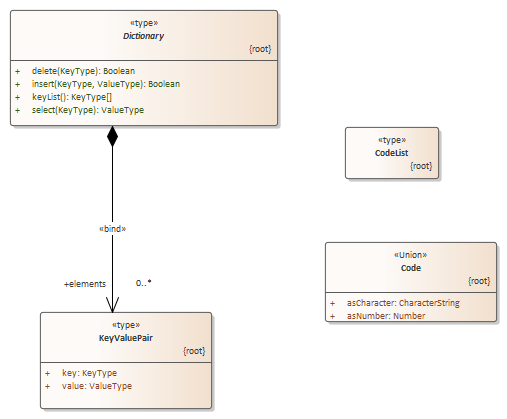 «type»
Dictionary
{root}
+ delete(KeyType): Boolean
+ insert(KeyType, ValueType): Boolean
+ keyList(): KeyType[]
+ select(KeyType): ValueType
«type»
CodeList
{root}
«bind»
+elements 0..*
«Union»
Code
{root}
+ asCharacter: CharacterString
+ asNumber: Number
«type»
KeyValuePair
{root}
+ key: KeyType
+ value: ValueType